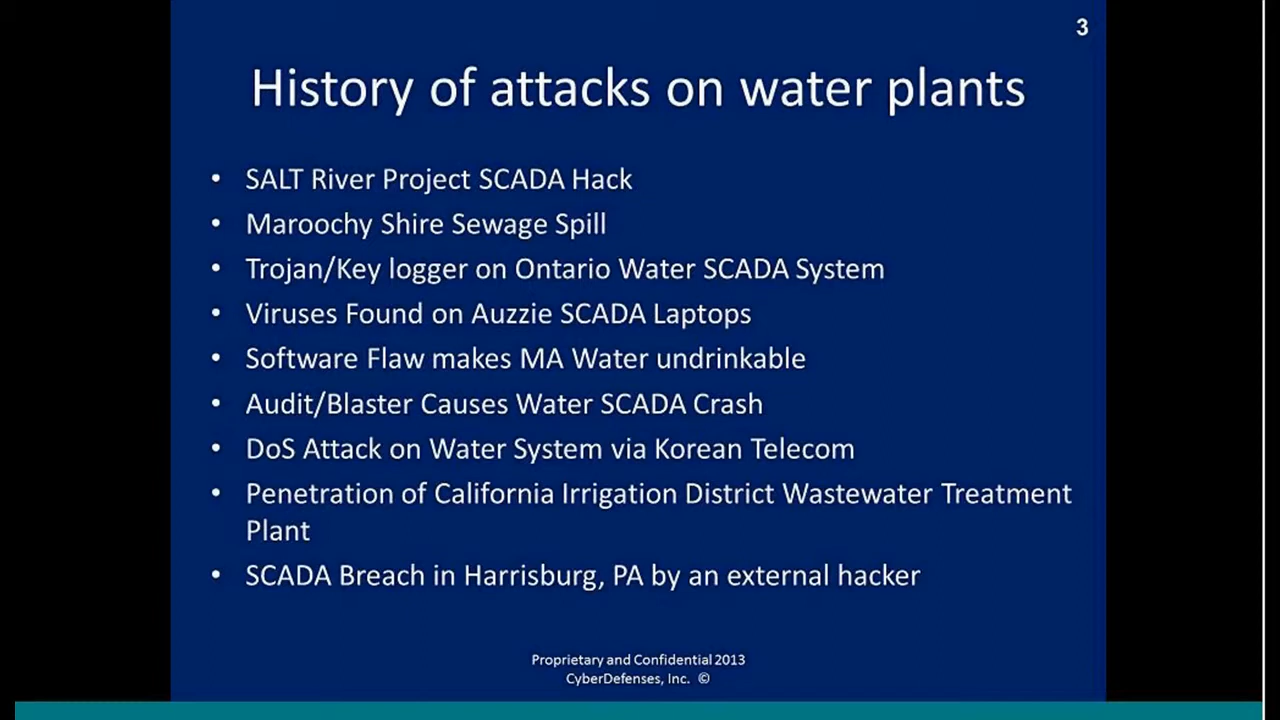 3
History of attacks on water plants
• SALT River Project SCADA Hack
• Maroochy Shire Sewage Spill
• Trojan/Key logger on Ontario Water SCADA System
• Viruses Found on Auzzie SCADA Laptops
• Software Flaw makes MA Water undrinkable
• Audit/Blaster Causes Water SCADA Crash
• DoS Attack on Water System via Korean Telecom
• Penetration of California Irrigation District Wastewater Treatment
Plant
• SCADA Breach in Harrisburg, PA by an external hacker
Proprietary and Confidential 2013
CyberDefenses, Inc. ©